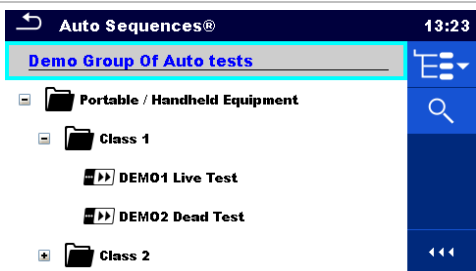 Auto Sequences® 13:23
Demo Group Of Auto tests
Portable / Handheld Equipment
Class 1
DEMO1 Live Test
DEMO2 Dead Test
Class 2